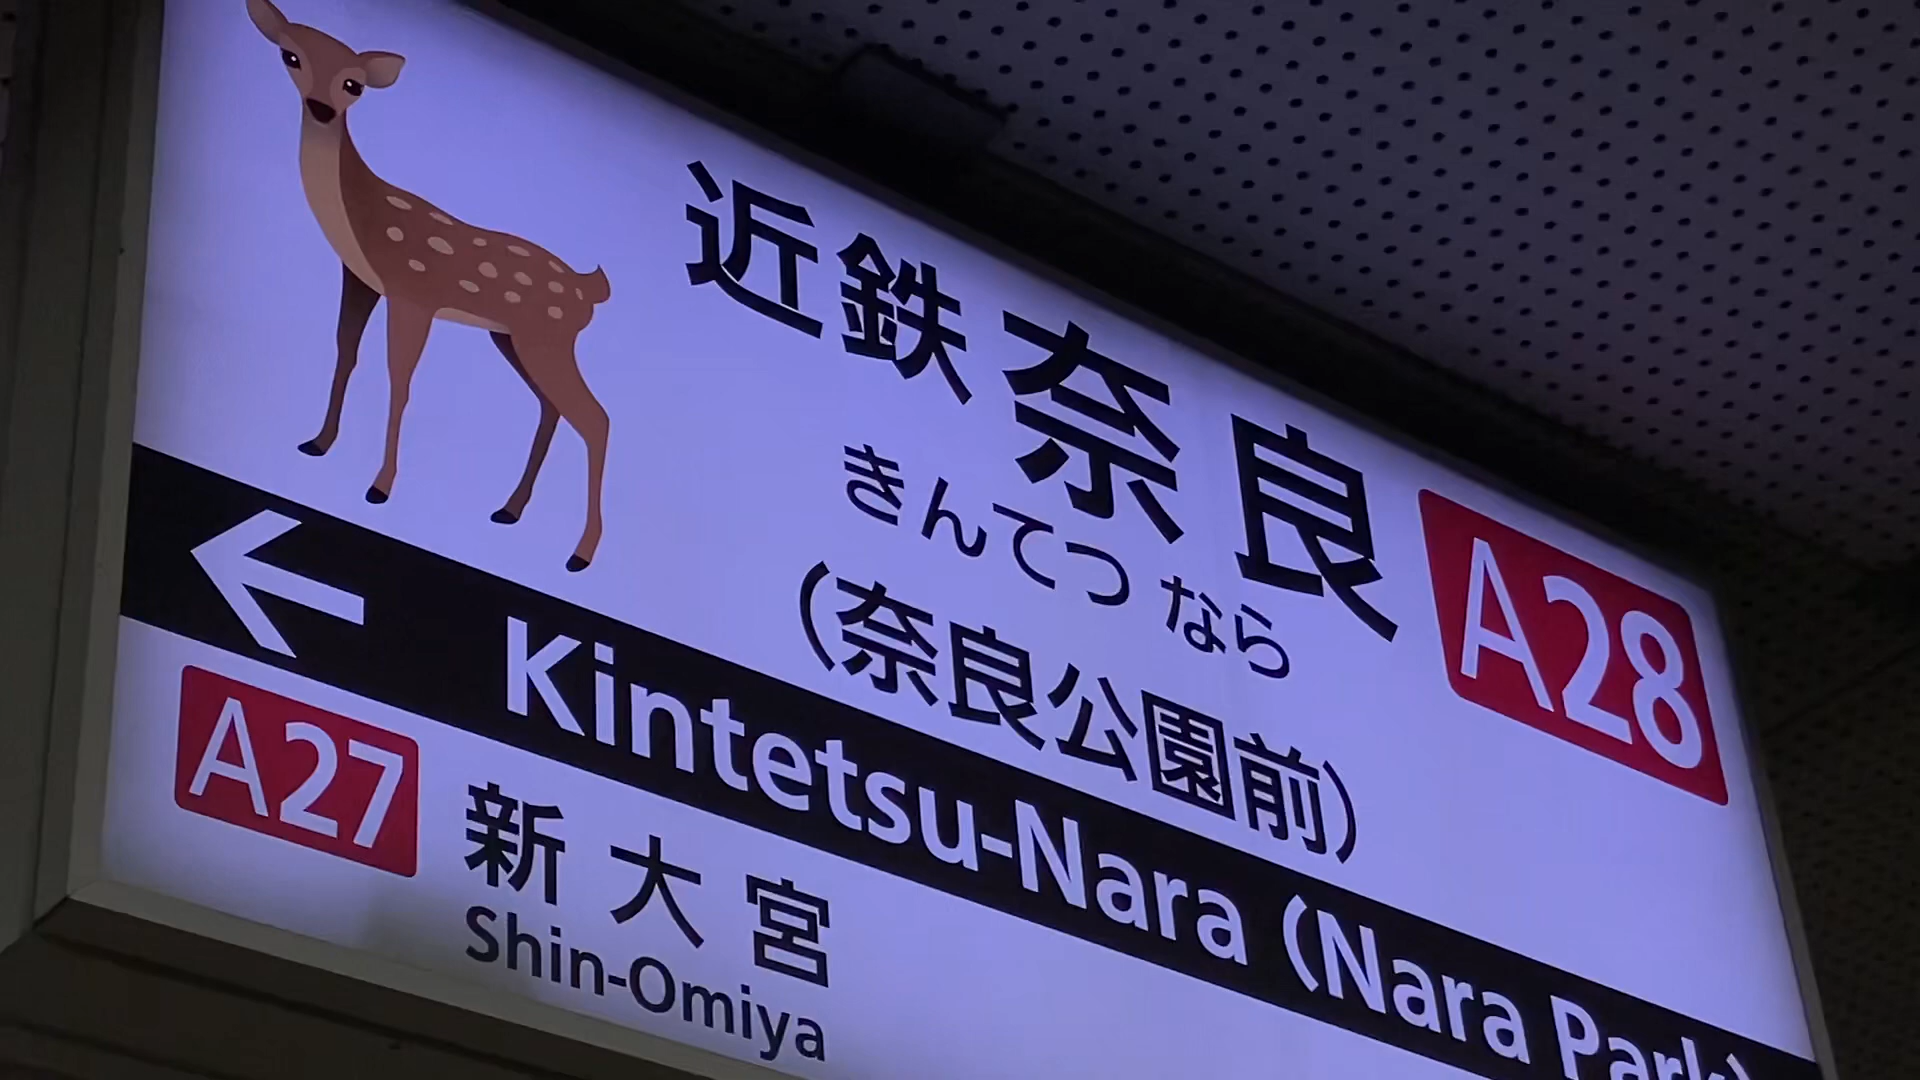 近鉄奈良
きんてつ なら
A28
(奈良公園前)
← Kintetsu-Nara (Nara Park)
A27 新大宮
Shin-Omiya